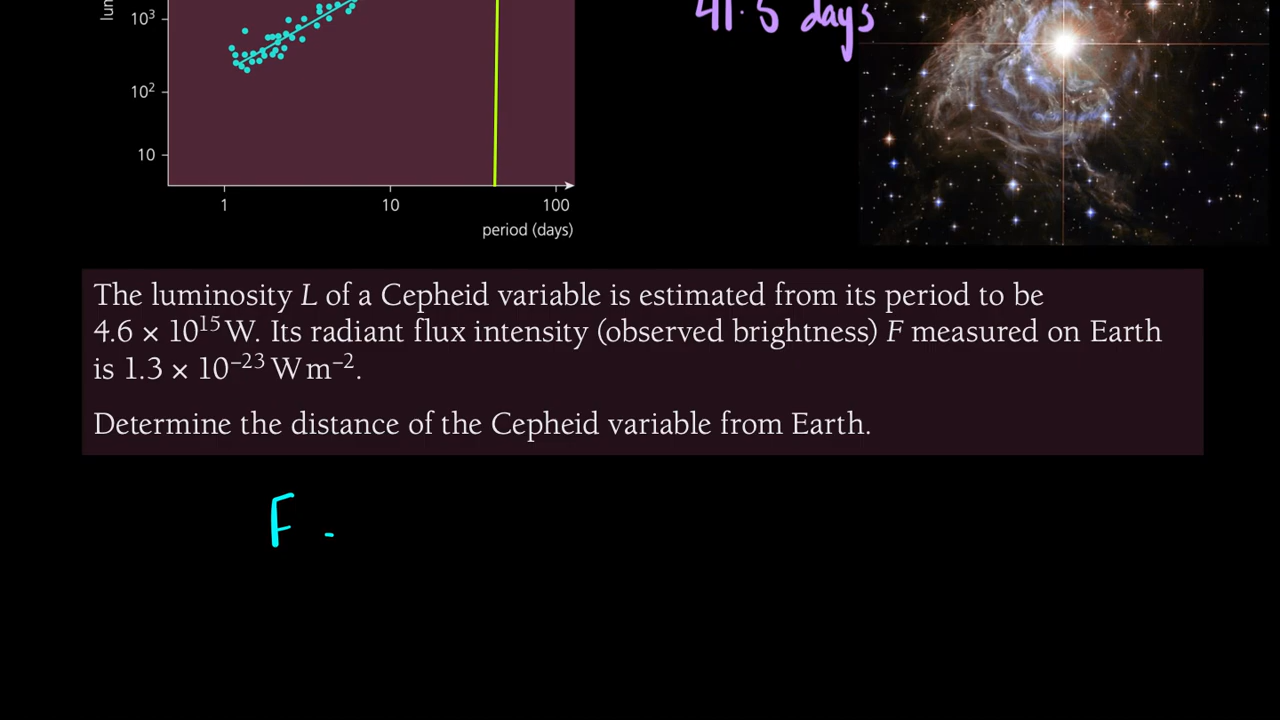 lun
10³
10²
10
1 10 100
period (days)
41.5 days
The luminosity L of a Cepheid variable is estimated from its period to be
4.6 × 10¹⁵ W. Its radiant flux intensity (observed brightness) F measured on Earth
is 1.3 × 10⁻²³ W m⁻².
Determine the distance of the Cepheid variable from Earth.
F -